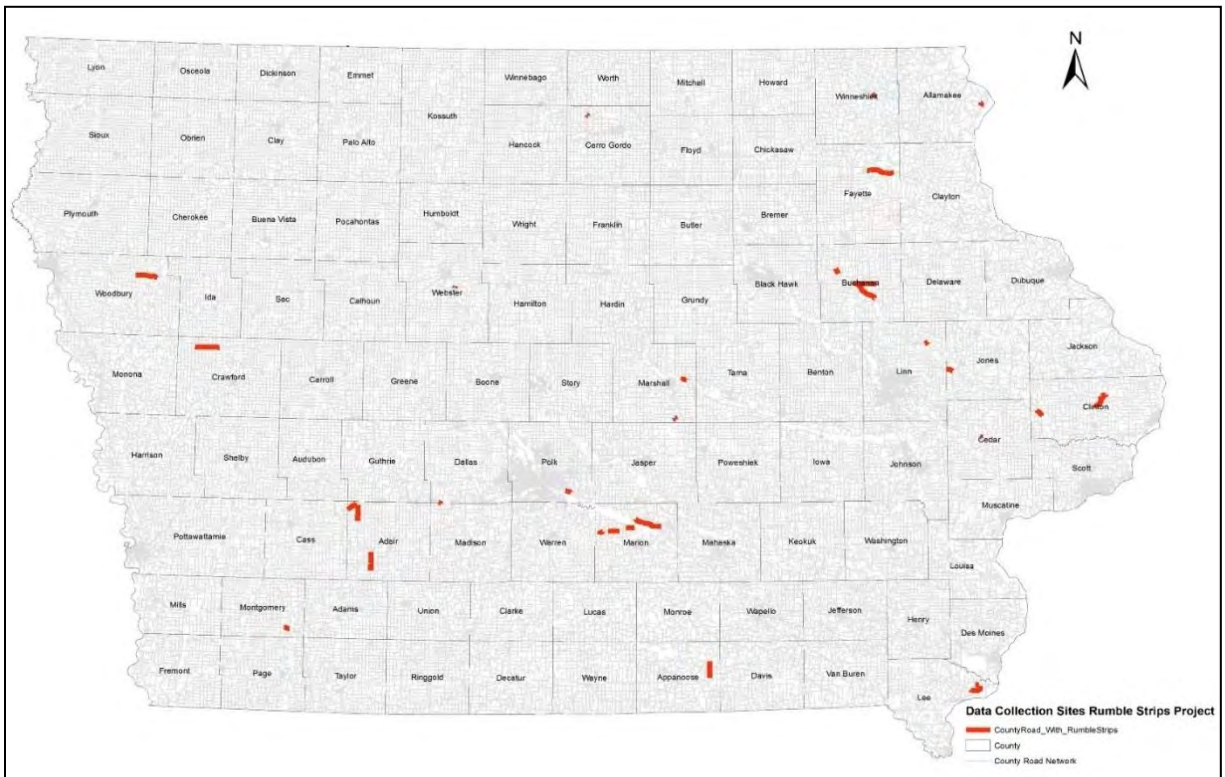 N
Lyon
Osceola
Dickinson
Emmet
Kossuth
Winnebago
Worth
Mitchell
Howard
Winneshiek
Allamakee
Sioux
Obrien
Clay
Palo Alto
Hancock
Cerro Gordo
Floyd
Chickasaw
Fayette
Clayton
Plymouth
Cherokee
Buena Vista
Pocahontas
Humboldt
Wright
Franklin
Butler
Bremer
Woodbury
Ida
Sac
Calhoun
Webster
Hamilton
Hardin
Grundy
Black Hawk
Buchanan
Delaware
Dubuque
Monona
Crawford
Carroll
Greene
Boone
Story
Marshall
Tama
Benton
Linn
Jones
Jackson
Clinton
Harrison
Shelby
Audubon
Guthrie
Dallas
Polk
Jasper
Poweshiek
Iowa
Johnson
Cedar
Scott
Muscatine
Pottawattamie
Cass
Adair
Madison
Warren
Marion
Mahaska
Keokuk
Washington
Louisa
Mills
Montgomery
Adams
Union
Clarke
Lucas
Monroe
Wapello
Jefferson
Henry
Des Moines
Fremont
Page
Taylor
Ringgold
Decatur
Wayne
Appanoose
Davis
Van Buren
Lee
Data Collection Sites Rumble Strips Project
CountyRoad_With_RumbleStrips
County
County Road Network